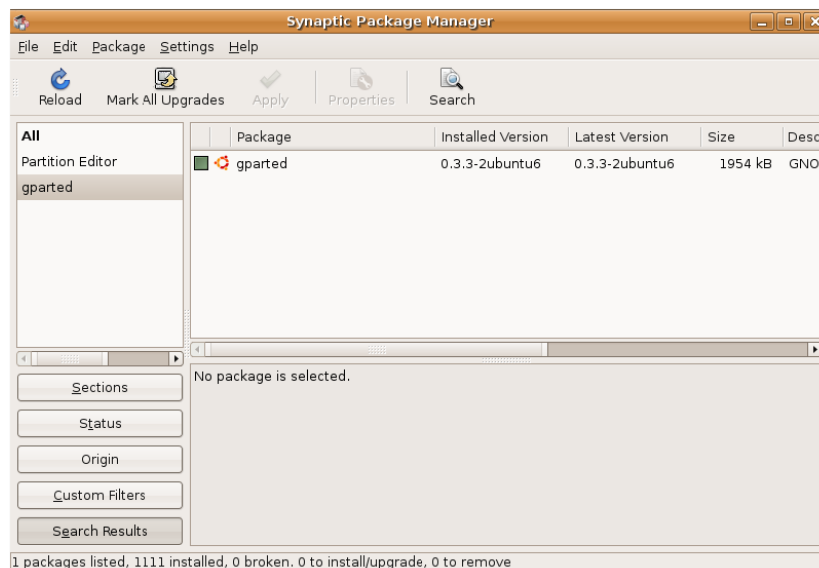 Synaptic Package Manager
File Edit Package Settings Help
Reload Mark All Upgrades Apply Properties Search
All
Partition Editor
gparted
Package Installed Version Latest Version Size Desc
gparted 0.3.3-2ubuntu6 0.3.3-2ubuntu6 1954 kB GNO
No package is selected.
Sections
Status
Origin
Custom Filters
Search Results
1 packages listed, 1111 installed, 0 broken. 0 to install/upgrade, 0 to remove